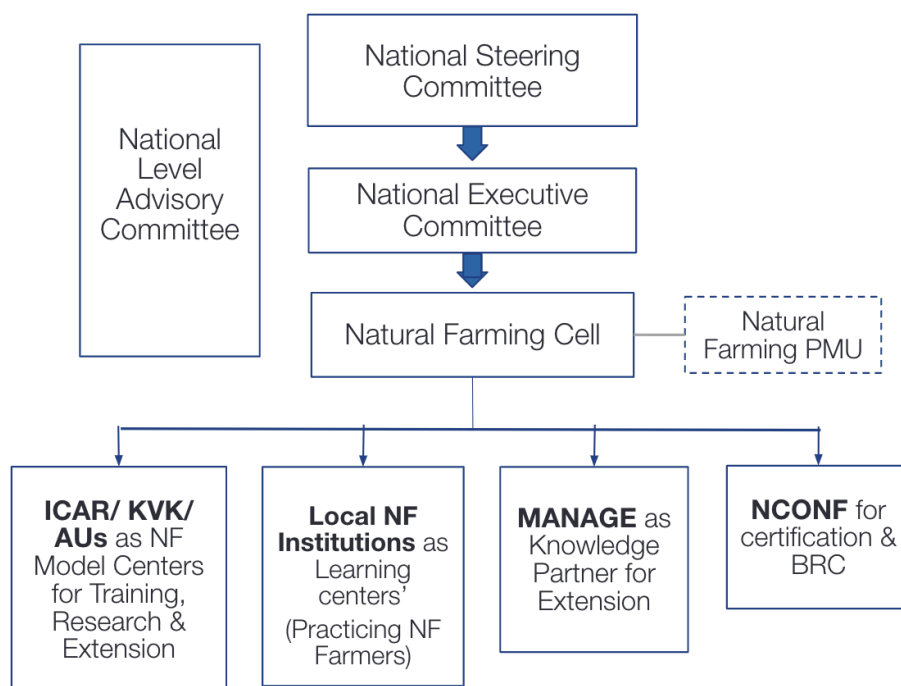 National Steering
Committee
National
Level
Advisory
Committee
National Executive
Committee
Natural Farming Cell
Natural
Farming PMU
ICAR/ KVK/
AUs as NF
Model Centers
for Training,
Research &
Extension
Local NF
Institutions as
Learning
centers’
(Practicing NF
Farmers)
MANAGE as
Knowledge
Partner for
Extension
NCONF for
certification &
BRC